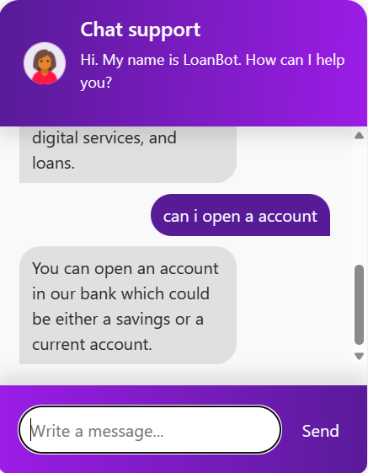 Chat support
Hi. My name is LoanBot. How can I help
you?
digital services, and
loans.
can i open a account
You can open an account
in our bank which could
be either a savings or a
current account.
Write a message...
Send